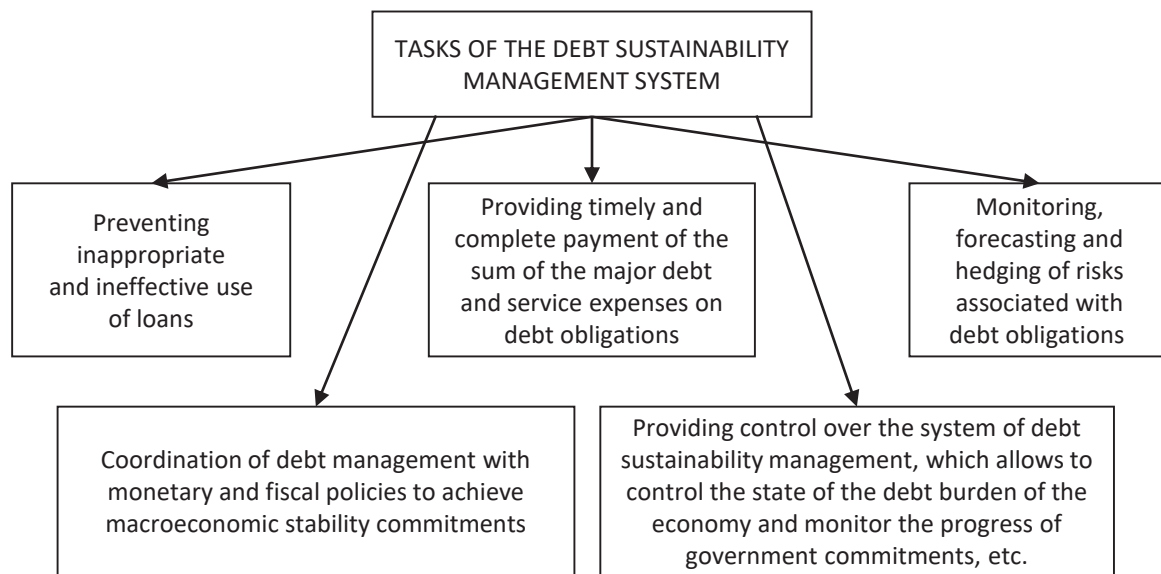 TASKS OF THE DEBT SUSTAINABILITY
MANAGEMENT SYSTEM
Preventing
inappropriate
and ineffective use
of loans
Providing timely and
complete payment of the
sum of the major debt
and service expenses on
debt obligations
Monitoring,
forecasting and
hedging of risks
associated with
debt obligations
Coordination of debt management with
monetary and fiscal policies to achieve
macroeconomic stability commitments
Providing control over the system of debt
sustainability management, which allows to
control the state of the debt burden of the
economy and monitor the progress of
government commitments, etc.